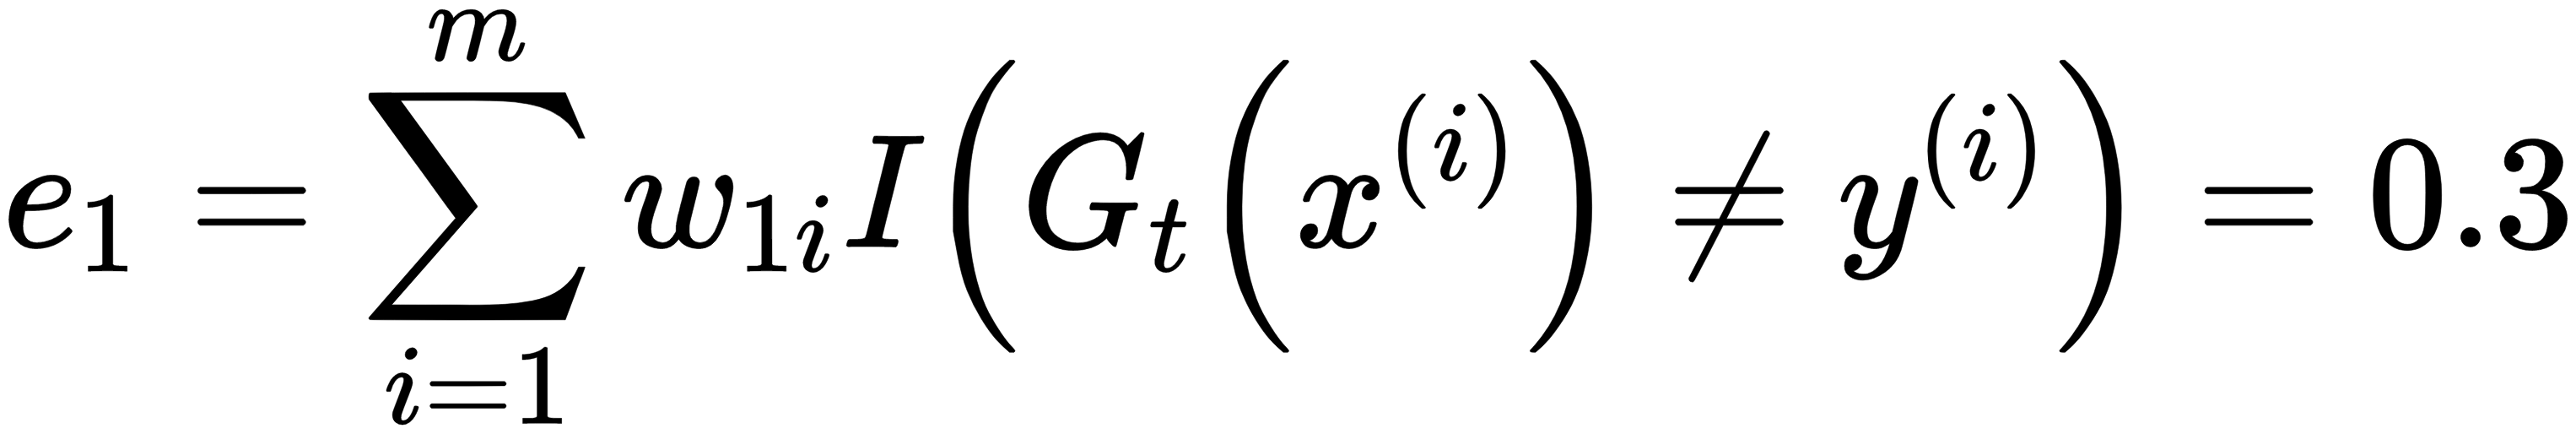 e_1 = \sum_{i=1}^{m} w_{1i} I \left( G_t \left( x^{(i)} \right) \neq y^{(i)} \right) = 0.3